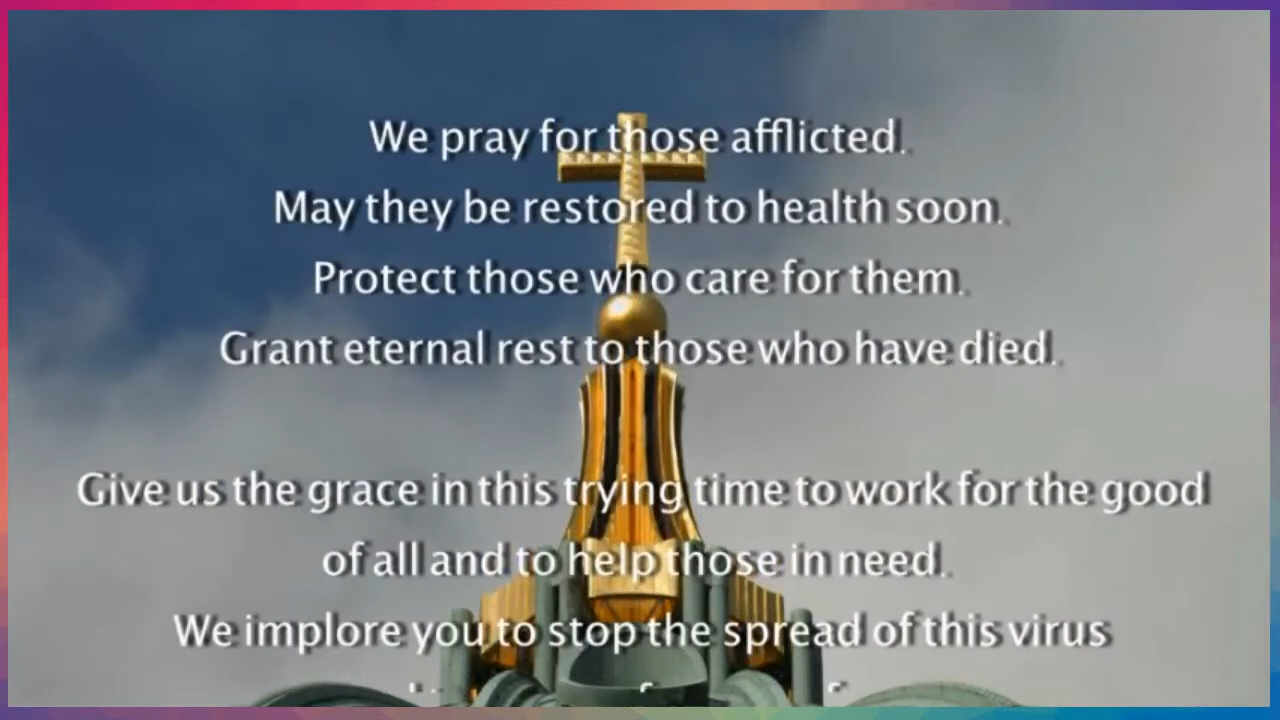 We pray for those afflicted.
May they be restored to health soon.
Protect those who care for them.
Grant eternal rest to those who have died.
Give us the grace in this trying time to work for the good
of all and to help those in need.
We implore you to stop the spread of this virus